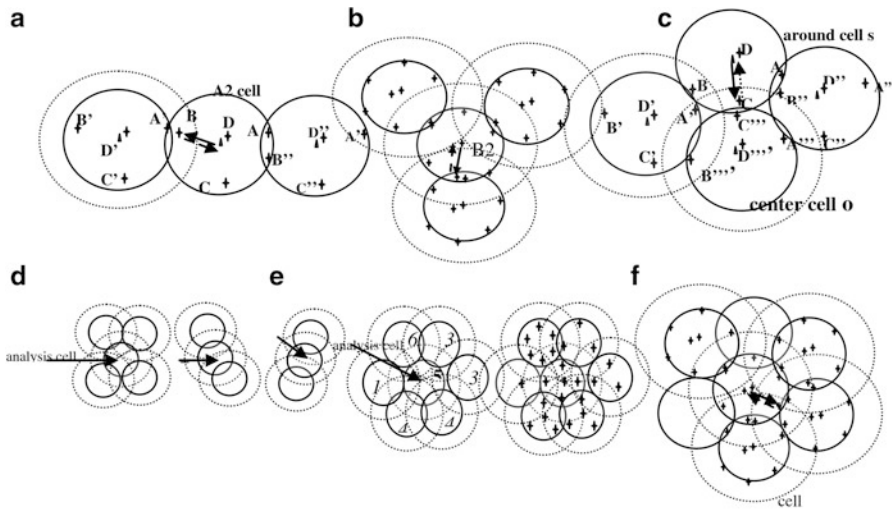 a
A2 cell
B' A B D A D'' A'
D' B''
C' C C''
b
B2
c
D around cell s
B A D'' A''
B' D' A' C B''
C''' A''' C''
C' D''''
B''''
center cell o
d
analysis cell
e
analysis cell 6 3
1 5 3
4 4
f
cell